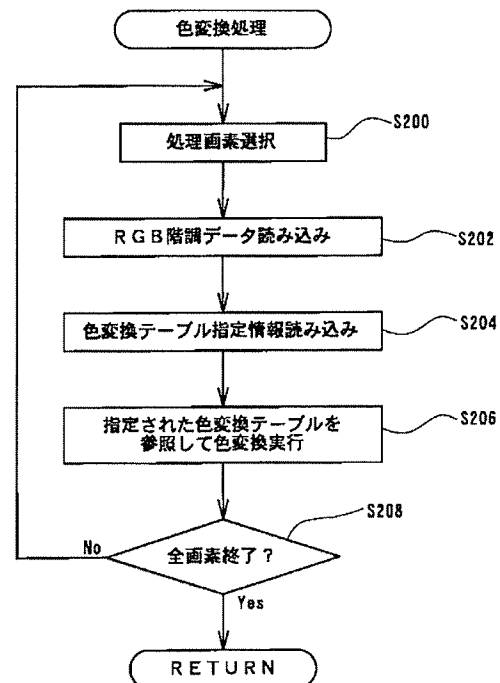 色変換処理
S200
処理画素選択
RGB階調データ読み込み
S202
色変換テーブル指定情報読み込み
S204
指定された色変換テーブルを
参照して色変換実行
S206
S208
全画素終了?
No
Yes
RETURN